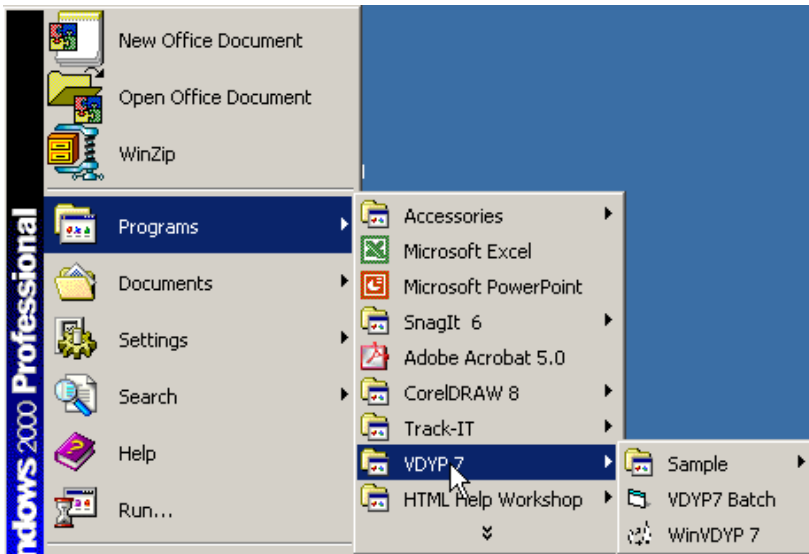 New Office Document
Open Office Document
WinZip
Programs
Documents
Settings
Search
Help
Run...
ndows 2000 Professional
Accessories
Microsoft Excel
Microsoft PowerPoint
SnagIt 6
Adobe Acrobat 5.0
CorelDRAW 8
Track-IT
VDYP 7
HTML Help Workshop
Sample
VDYP7 Batch
WinVDYP 7